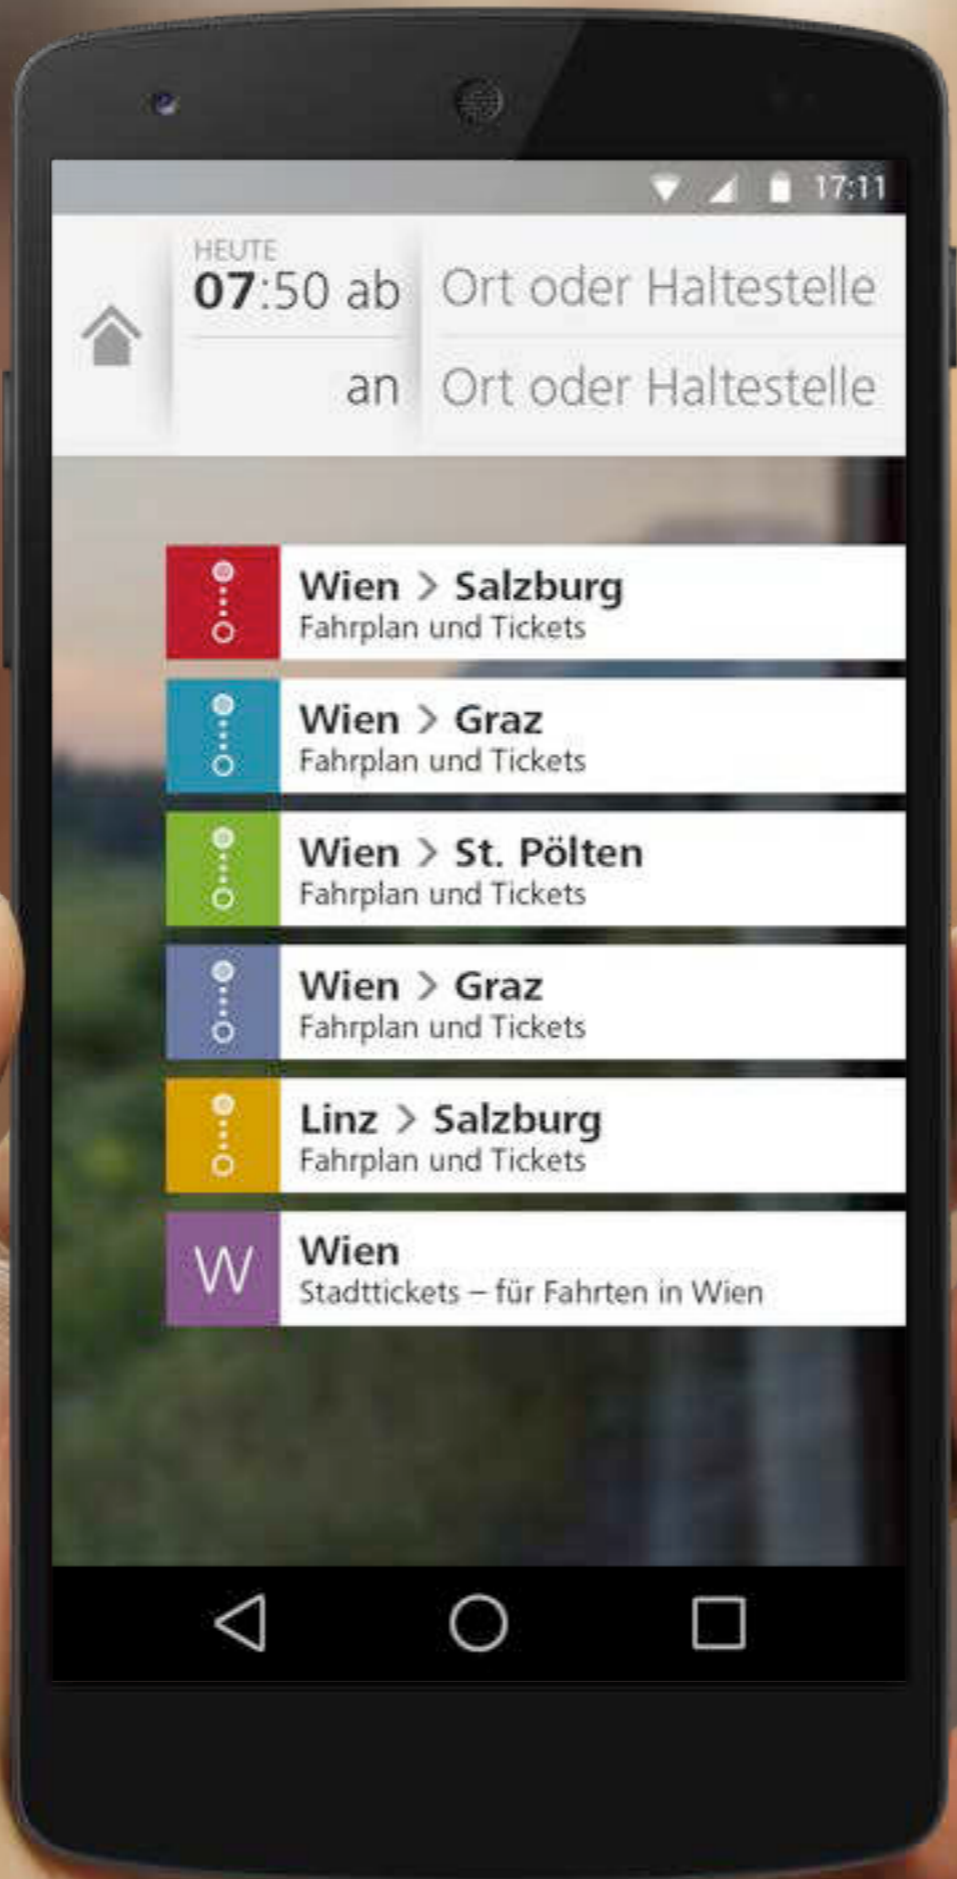 17:11
HEUTE
07:50 ab
Ort oder Haltestelle
an
Ort oder Haltestelle
Wien > Salzburg
Fahrplan und Tickets
Wien > Graz
Fahrplan und Tickets
Wien > St. Pölten
Fahrplan und Tickets
Wien > Graz
Fahrplan und Tickets
Linz > Salzburg
Fahrplan und Tickets
W
Wien
Stadttickets – für Fahrten in Wien